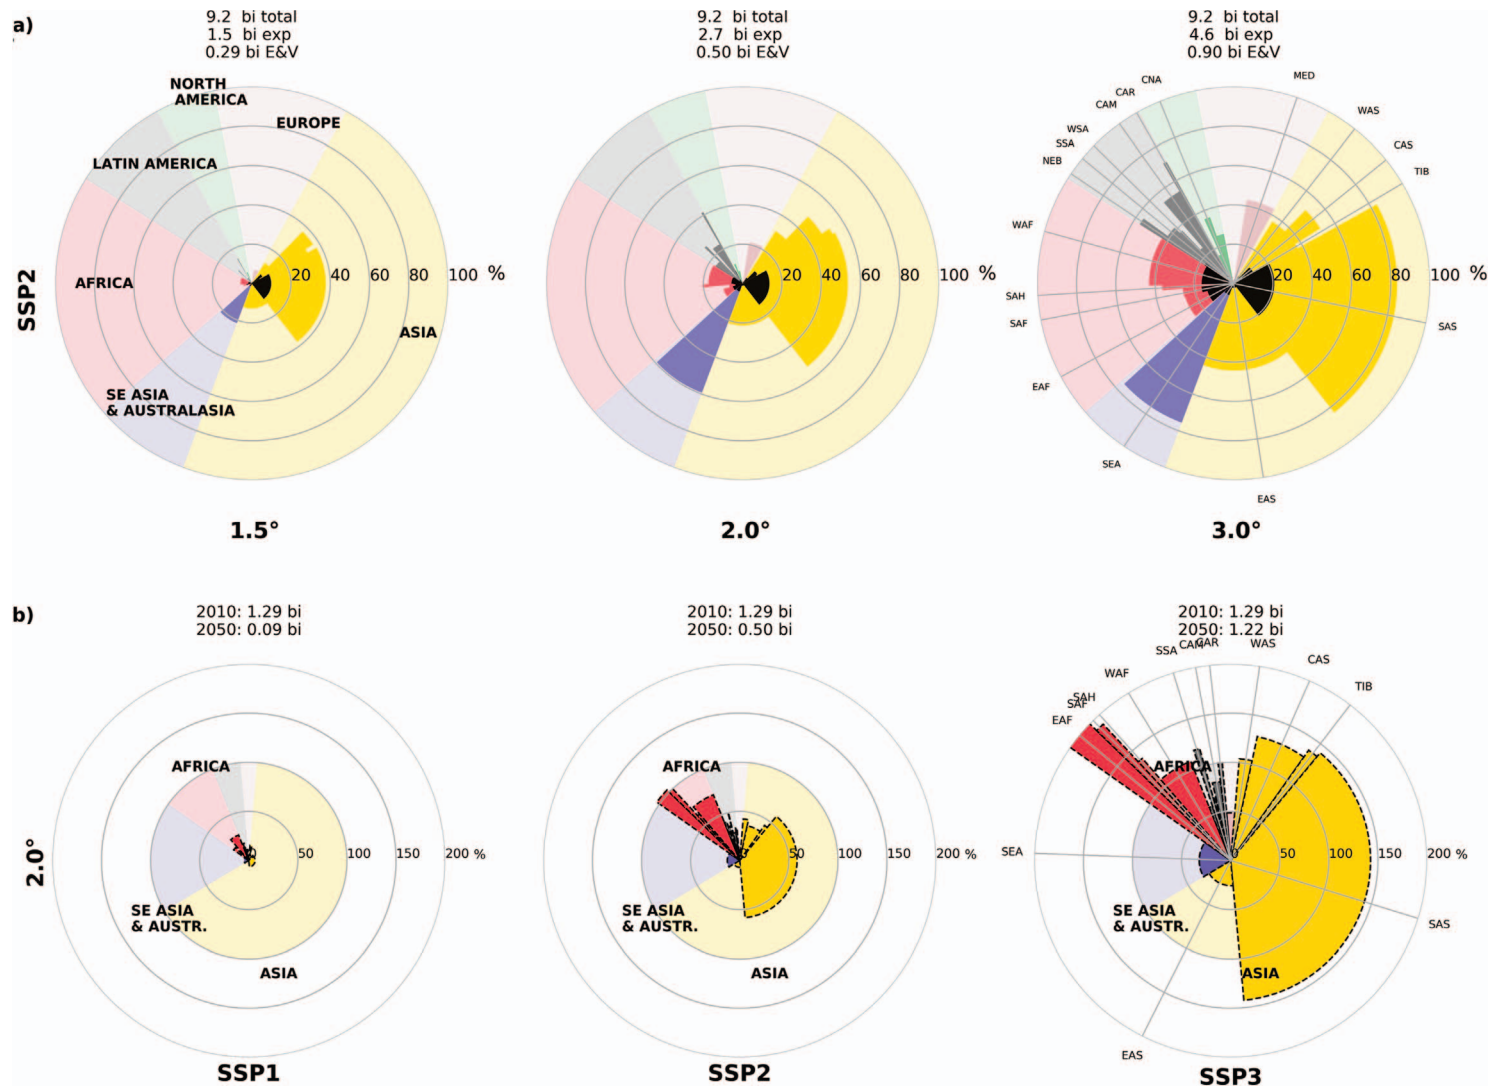 a)
9.2 bi total
1.5 bi exp
0.29 bi E&V
9.2 bi total
2.7 bi exp
0.50 bi E&V
9.2 bi total
4.6 bi exp
0.90 bi E&V
SSP2
NORTH
AMERICA
EUROPE
LATIN AMERICA
AFRICA
SE ASIA
& AUSTRALASIA
ASIA
20 40 60 80 100 %
20 40 60 80 100 %
20 40 60 80 100 %
MED
WAS
CAS
TIB
SAS
EAS
SEA
EAF
SAF
SAH
WAF
NEB
SSA
WSA
CAM
CAR
CNA
1.5°
2.0°
3.0°
b)
2010: 1.29 bi
2050: 0.09 bi
2010: 1.29 bi
2050: 0.50 bi
2010: 1.29 bi
2050: 1.22 bi
2.0°
AFRICA
SE ASIA
& AUSTR.
ASIA
0 50 100 150 200 %
AFRICA
SE ASIA
& AUSTR.
ASIA
0 50 100 150 200 %
AFRICA
SE ASIA
& AUSTR.
ASIA
0 50 100 150 200 %
SSA
CAM
CAR
WAS
CAS
TIB
SAS
EAS
SEA
EAF
SAF
SAH
WAF
SSP1
SSP2
SSP3